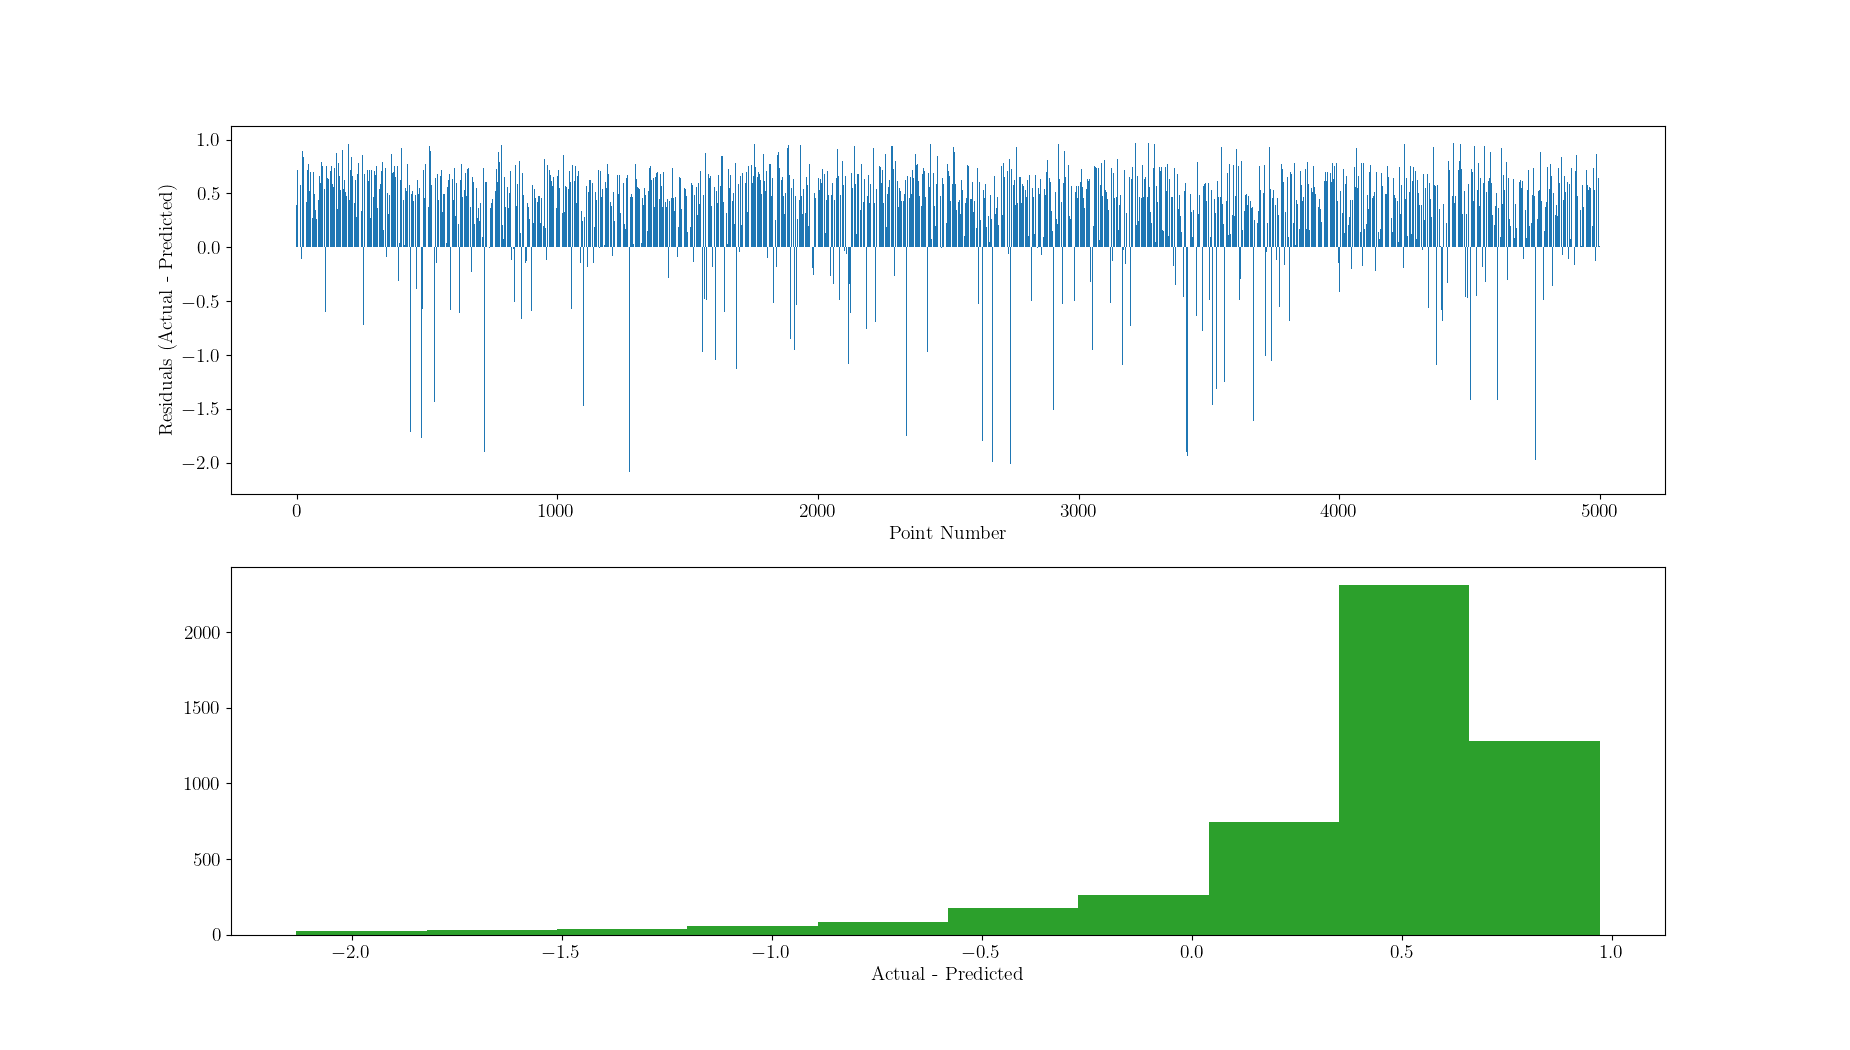 1.0
0.5
0.0
−0.5
−1.0
−1.5
−2.0
Residuals (Actual - Predicted)
0 1000 2000 3000 4000 5000
Point Number
2000
1500
1000
500
0
−2.0 −1.5 −1.0 −0.5 0.0 0.5 1.0
Actual - Predicted